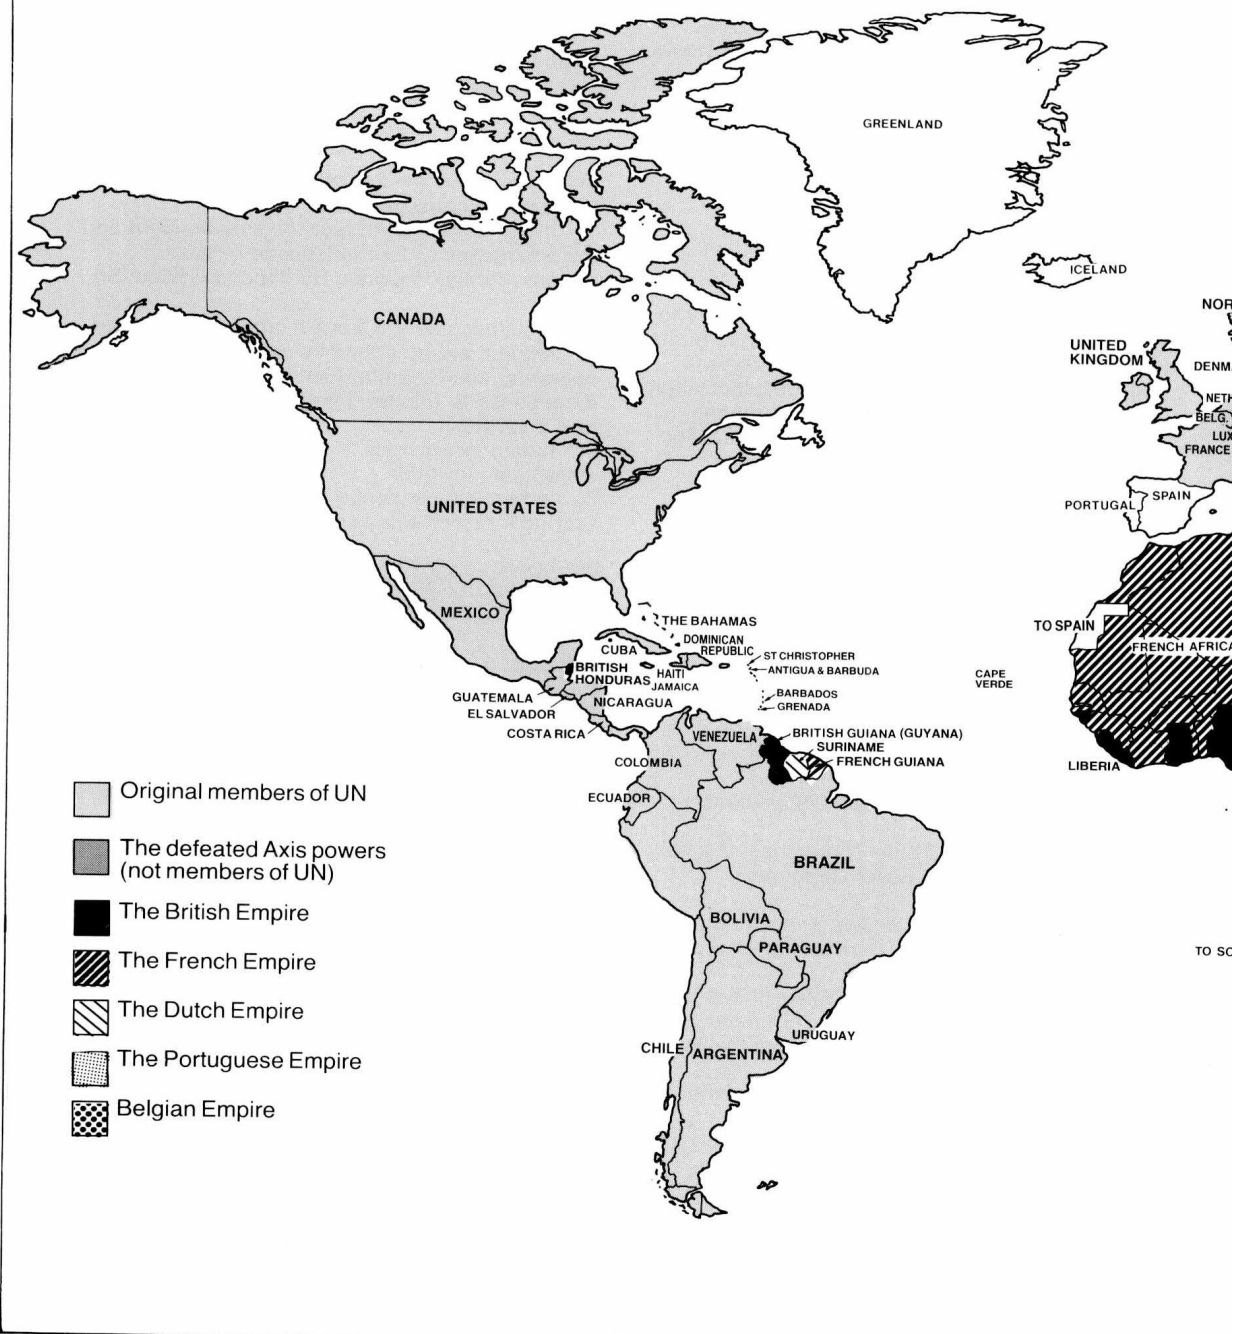 GREENLAND
ICELAND
NOR
CANADA
UNITED
KINGDOM
DENM.
NETH
BELG.
LUX
FRANCE
UNITED STATES
PORTUGAL
SPAIN
MEXICO
THE BAHAMAS
TO SPAIN
CUBA
DOMINICAN
REPUBLIC
FRENCH AFRICA
ST CHRISTOPHER
BRITISH
HONDURAS
HAITI
JAMAICA
ANTIGUA & BARBUDA
CAPE
VERDE
GUATEMALA
NICARAGUA
BARBADOS
EL SALVADOR
GRENADA
COSTA RICA
VENEZUELA
BRITISH GUIANA (GUYANA)
SURINAME
COLOMBIA
FRENCH GUIANA
LIBERIA
ECUADOR
BRAZIL
BOLIVIA
PARAGUAY
TO SO
URUGUAY
CHILE
ARGENTINA
Original members of UN
The defeated Axis powers
(not members of UN)
The British Empire
The French Empire
The Dutch Empire
The Portuguese Empire
Belgian Empire